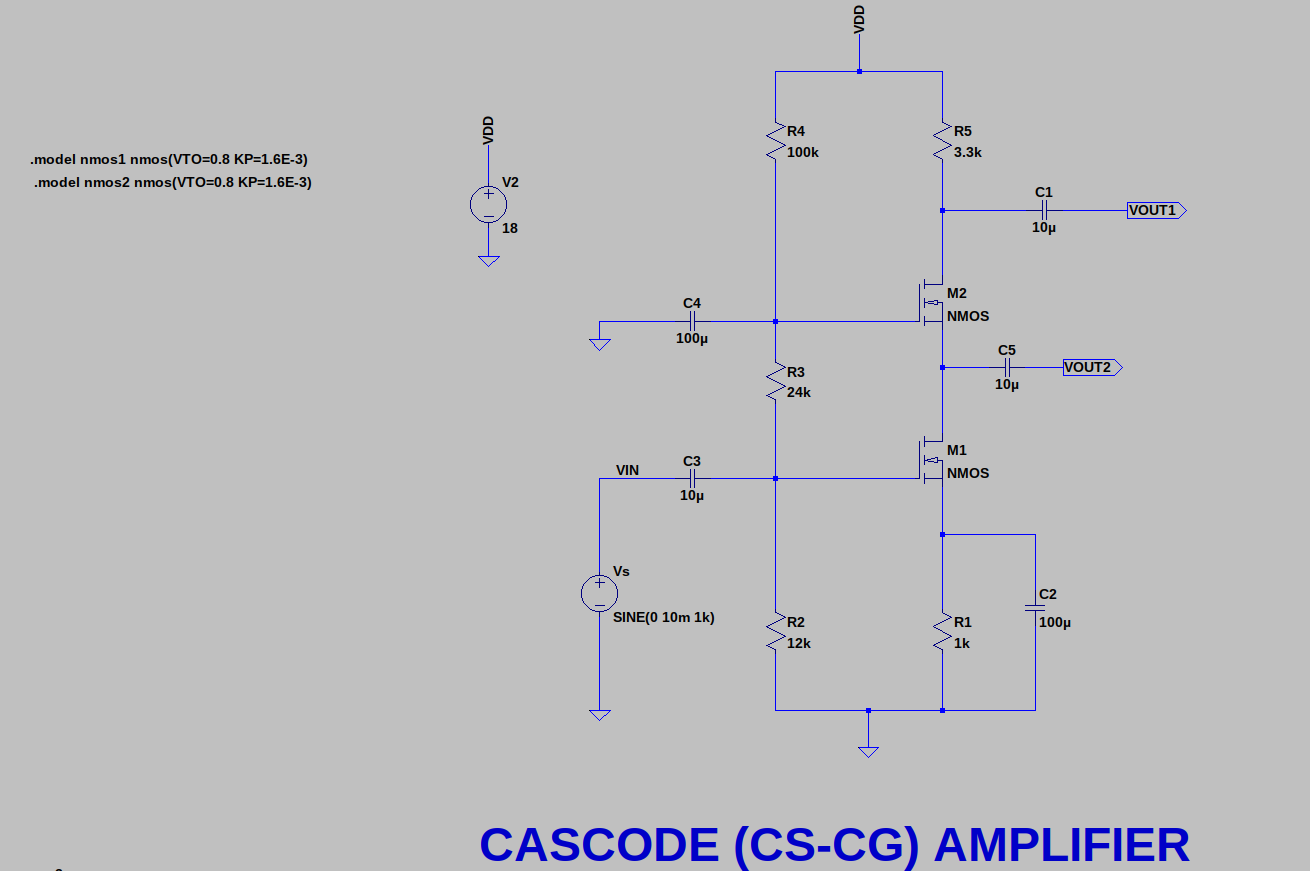 VDD
VDD
.model nmos1 nmos(VTO=0.8 KP=1.6E-3)
.model nmos2 nmos(VTO=0.8 KP=1.6E-3)
V2
18
R4
100k
R5
3.3k
C1
10µ
VOUT1
M2
NMOS
C4
100µ
C5
10µ
VOUT2
R3
24k
M1
NMOS
VIN
C3
10µ
Vs
SINE(0 10m 1k)
R2
12k
R1
1k
C2
100µ
CASCODE (CS-CG) AMPLIFIER